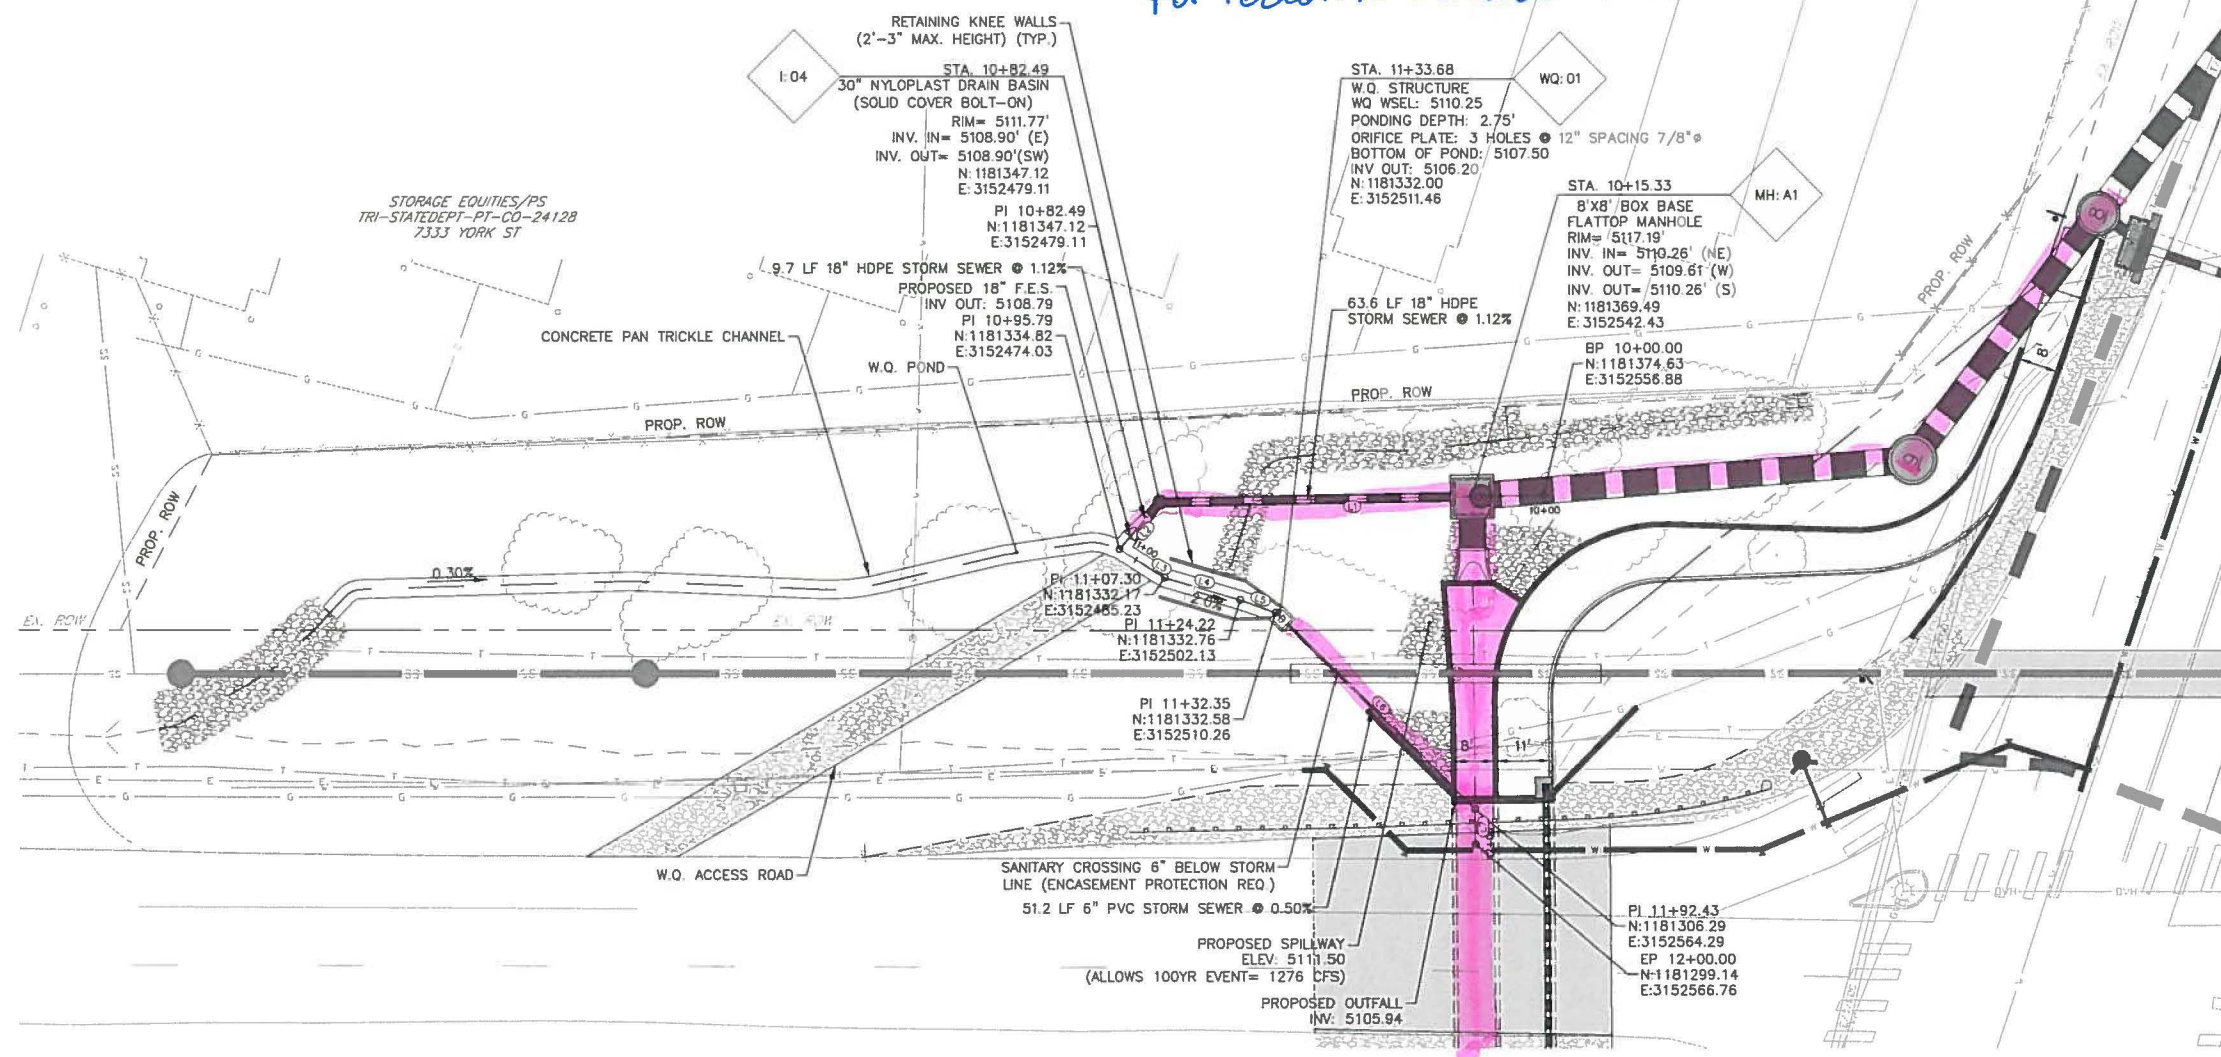 RETAINING KNEE WALLS
(2'-3" MAX. HEIGHT) (TYP.)
I:04
STA. 10+82.49
30" NYLOPLAST DRAIN BASIN
(SOLID COVER BOLT-ON)
RIM= 5111.77'
INV. IN= 5108.90' (E)
INV. OUT= 5108.90'(SW)
N:1181347.12
E:3152479.11
PI 10+82.49
N:1181347.12
E:3152479.11
9.7 LF 18" HDPE STORM SEWER @ 1.12%
PROPOSED 18" F.E.S.
INV OUT: 5108.79
PI 10+95.79
N:1181334.82
E:3152474.03
CONCRETE PAN TRICKLE CHANNEL
W.Q. POND
STORAGE EQUITIES/PS
TRI-STATEDEPT-PT-CO-24128
7333 YORK ST
STA. 11+33.68
WQ:01
W.Q. STRUCTURE
WQ WSEL: 5110.25
PONDING DEPTH: 2.75'
ORIFICE PLATE: 3 HOLES @ 12" SPACING 7/8"ø
BOTTOM OF POND: 5107.50
INV OUT: 5106.20
N:1181332.00
E:3152511.46
STA. 10+15.33
MH:A1
8'X8' BOX BASE
FLATTOP MANHOLE
RIM= 5117.19'
INV. IN= 5110.26' (NE)
INV. OUT= 5109.61 (W)
INV. OUT= 5110.26' (S)
N:1181369.49
E:3152542.43
63.6 LF 18" HDPE
STORM SEWER @ 1.12%
BP 10+00.00
N:1181374.63
E:3152556.88
PROP. ROW
PROP. ROW
PROP. ROW
PROP. ROW
10+00
L1
L2
11+00
L3
L4
L5
L6
2.0%
0.30%
EX. ROW
EX. ROW
PI 11+07.30
N:1181332.17
E:3152485.23
PI 11+24.22
N:1181332.76
E:3152502.13
PI 11+32.35
N:1181332.58
E:3152510.26
8'
8'
11'
W.Q. ACCESS ROAD
SANITARY CROSSING 6" BELOW STORM
LINE (ENCASEMENT PROTECTION REQ.)
51.2 LF 6" PVC STORM SEWER @ 0.50%
PROPOSED SPILLWAY
ELEV: 5111.50
(ALLOWS 100YR EVENT= 1276 CFS)
PROPOSED OUTFALL
INV: 5105.94
PI 11+92.43
N:1181306.29
E:3152564.29
EP 12+00.00
N:1181299.14
E:3152566.76